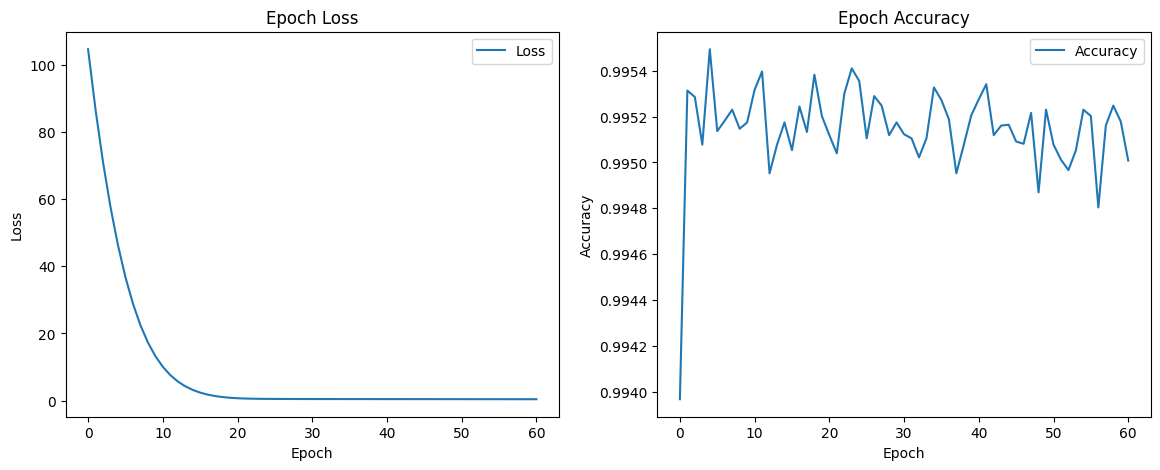 Epoch Loss
Loss
100
80
60
40
20
0
Loss
0 10 20 30 40 50 60
Epoch
Epoch Accuracy
Accuracy
0.9954
0.9952
0.9950
0.9948
0.9946
0.9944
0.9942
0.9940
Accuracy
0 10 20 30 40 50 60
Epoch